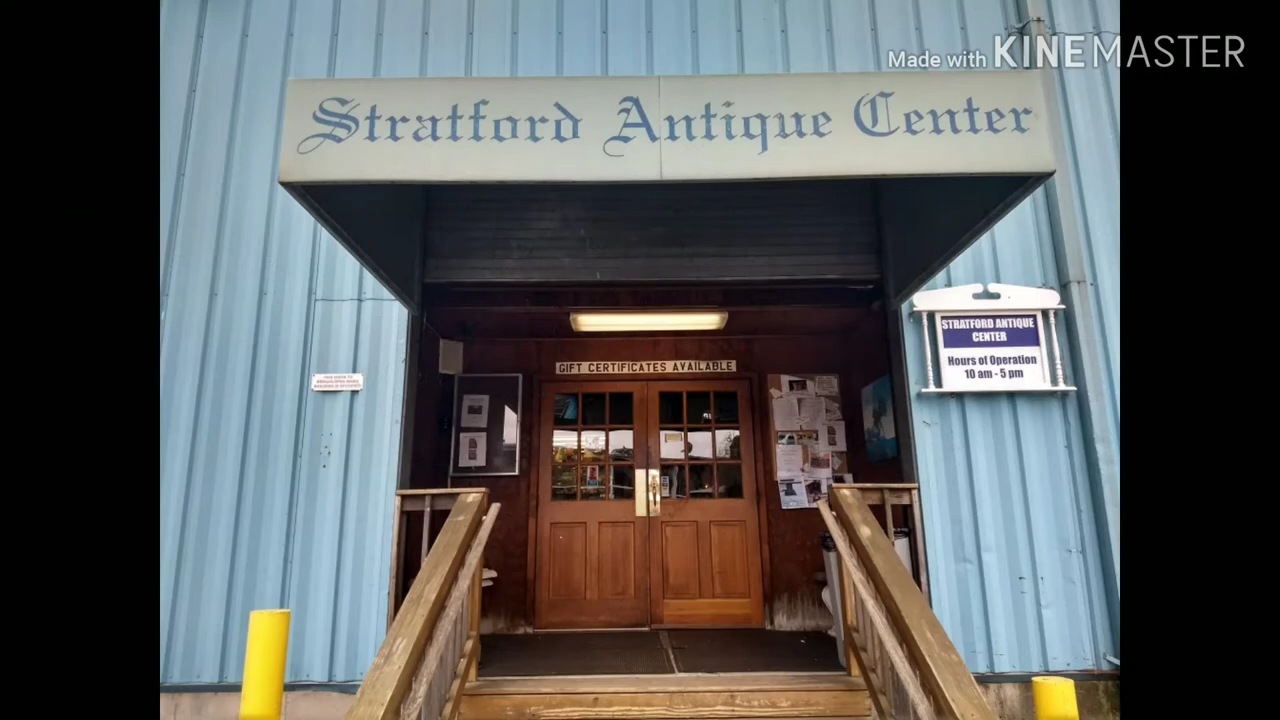 Made with KINEMASTER
Stratford Antique Center
STRATFORD ANTIQUE
CENTER
Hours of Operation
10 am - 5 pm
GIFT CERTIFICATES AVAILABLE